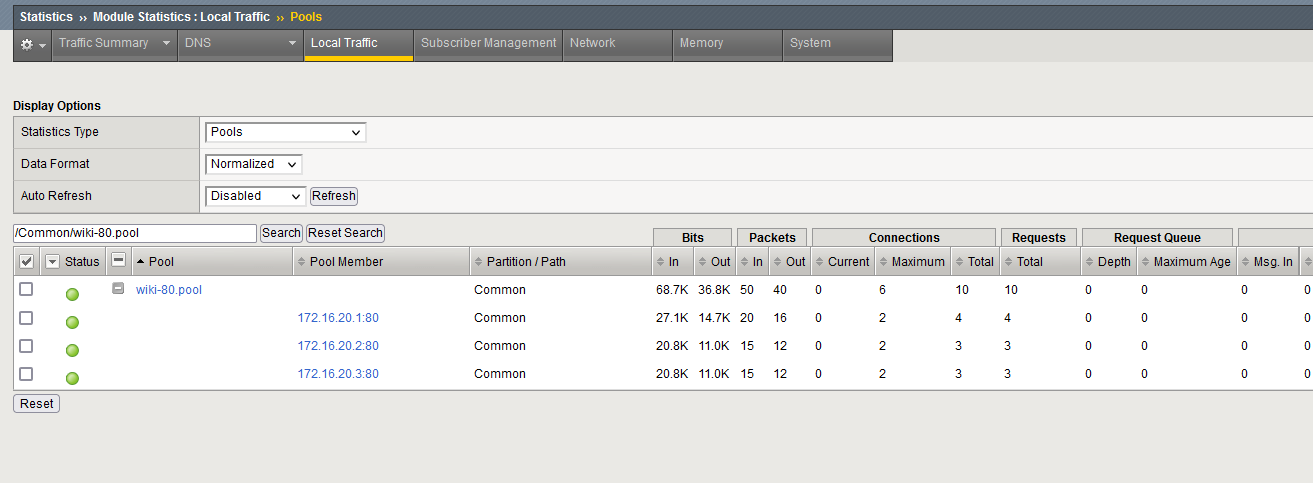 Statistics ›› Module Statistics : Local Traffic ›› Pools
Traffic Summary DNS Local Traffic Subscriber Management Network Memory System
Display Options
Statistics Type Pools
Data Format Normalized
Auto Refresh Disabled Refresh
/Common/wiki-80.pool Search Reset Search
Bits Packets Connections Requests Request Queue
Status Pool Pool Member Partition / Path In Out In Out Current Maximum Total Total Depth Maximum Age Msg. In
wiki-80.pool Common 68.7K 36.8K 50 40 0 6 10 10 0 0 0 0
172.16.20.1:80 Common 27.1K 14.7K 20 16 0 2 4 4 0 0 0 0
172.16.20.2:80 Common 20.8K 11.0K 15 12 0 2 3 3 0 0 0 0
172.16.20.3:80 Common 20.8K 11.0K 15 12 0 2 3 3 0 0 0 0
Reset